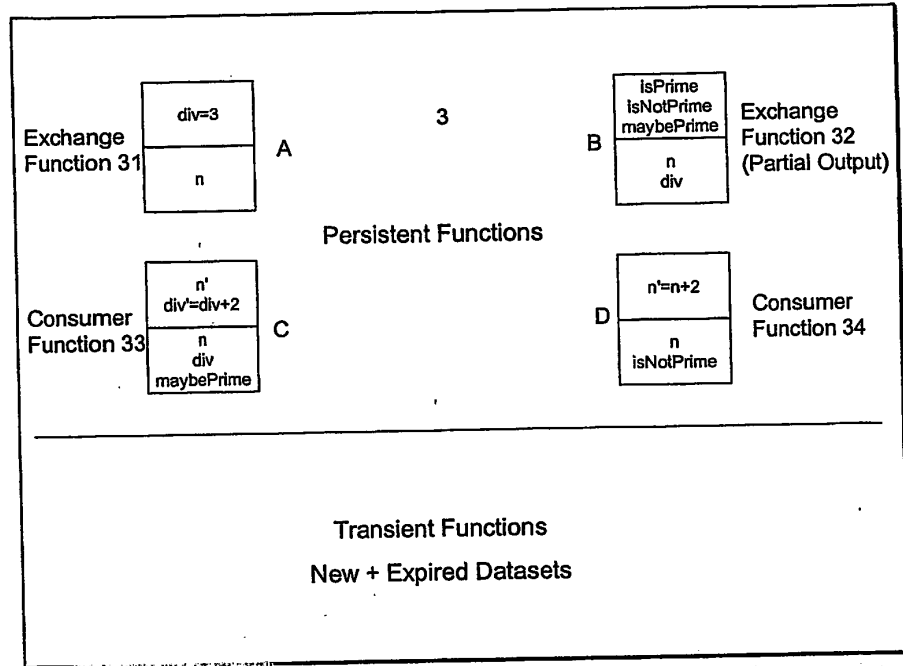 Exchange
Function 31
div=3
n
A
3
B
isPrime
isNotPrime
maybePrime
n
div
Exchange
Function 32
(Partial Output)
Persistent Functions
Consumer
Function 33
n'
div'=div+2
n
div
maybePrime
C
D
n'=n+2
n
isNotPrime
Consumer
Function 34
Transient Functions
New + Expired Datasets